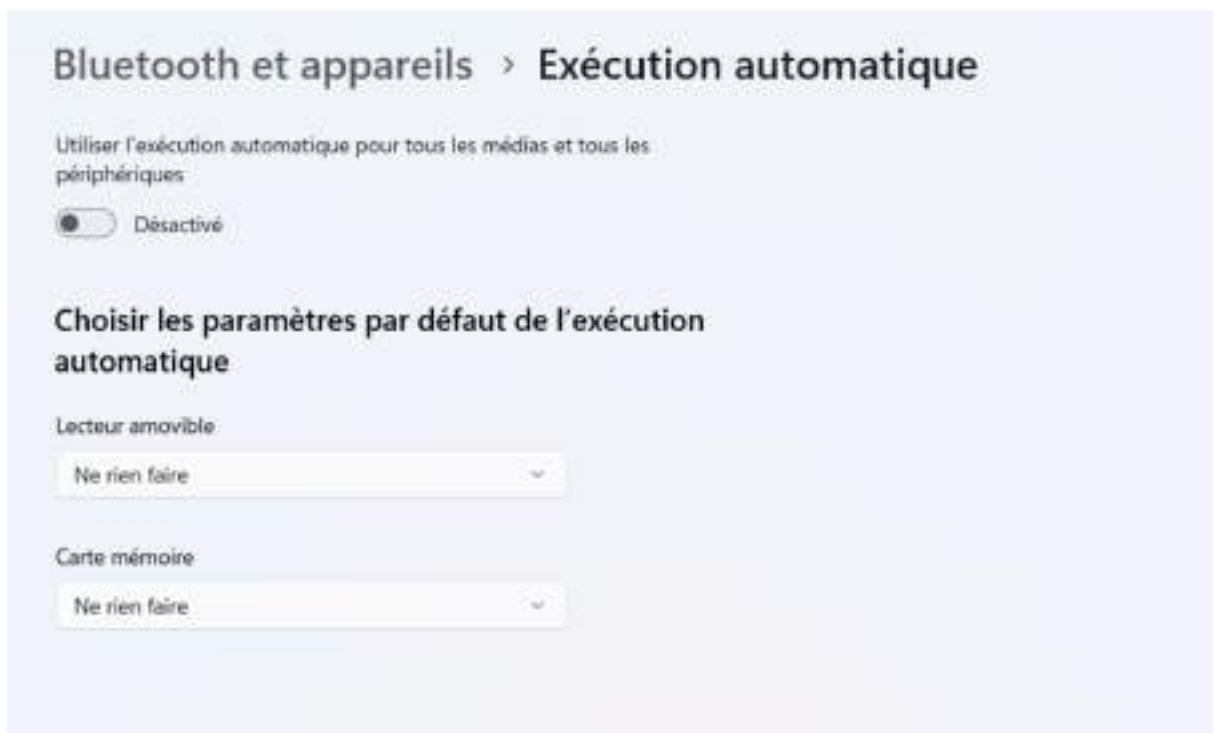 Bluetooth et appareils > Exécution automatique
Utiliser l'exécution automatique pour tous les médias et tous les
périphériques
Désactivé
Choisir les paramètres par défaut de l'exécution
automatique
Lecteur amovible
Ne rien faire
Carte mémoire
Ne rien faire